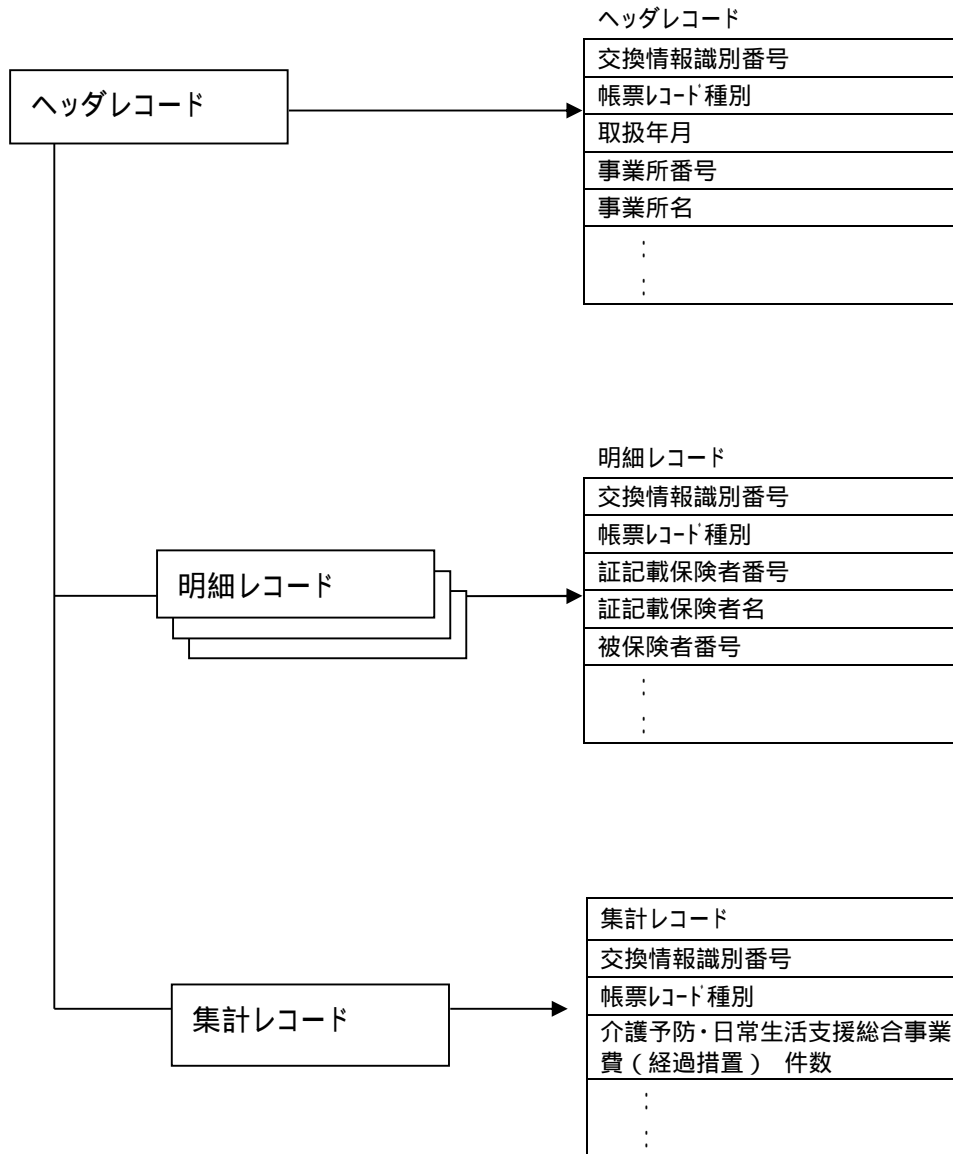 ヘッダレコード
ヘッダレコード
交換情報識別番号
帳票ﾚｺｰﾄﾞ種別
取扱年月
事業所番号
事業所名
:
:
明細レコード
明細レコード
交換情報識別番号
帳票ﾚｺｰﾄﾞ種別
証記載保険者番号
証記載保険者名
被保険者番号
:
:
集計レコード
集計レコード
交換情報識別番号
帳票ﾚｺｰﾄﾞ種別
介護予防・日常生活支援総合事業
費（経過措置）　件数
:
: